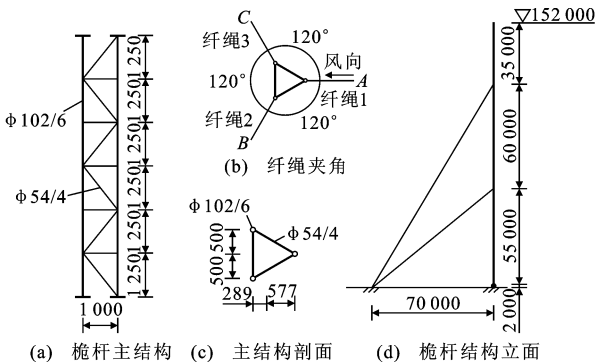 1 250
1 250
1 250
1 250
1 250
1 250
φ102/6
φ54/4
1 000
(a) 桅杆主结构
C
纤绳3
120°
120°
风向
A
纤绳1
纤绳2
120°
B
(b) 纤绳夹角
φ102/6
φ54/4
500
500
289
577
(c) 主结构剖面
152 000
35 000
60 000
55 000
2 000
70 000
(d) 桅杆结构立面